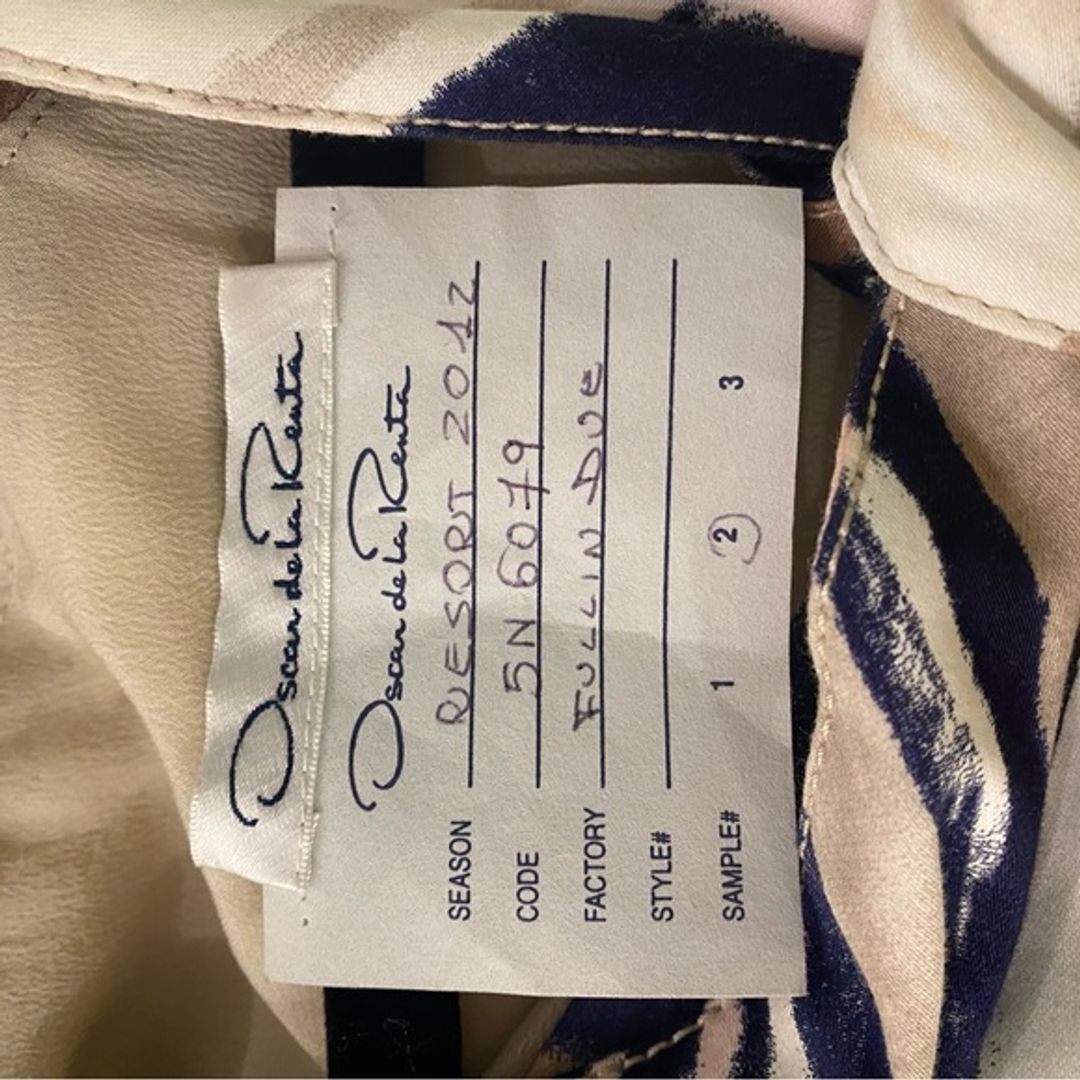 Oscar de la Renta
Oscar de la Renta
SEASON RESORT 2012
CODE 5N6079
FACTORY FULLIN DUE
STYLE#
SAMPLE# 1 2 3